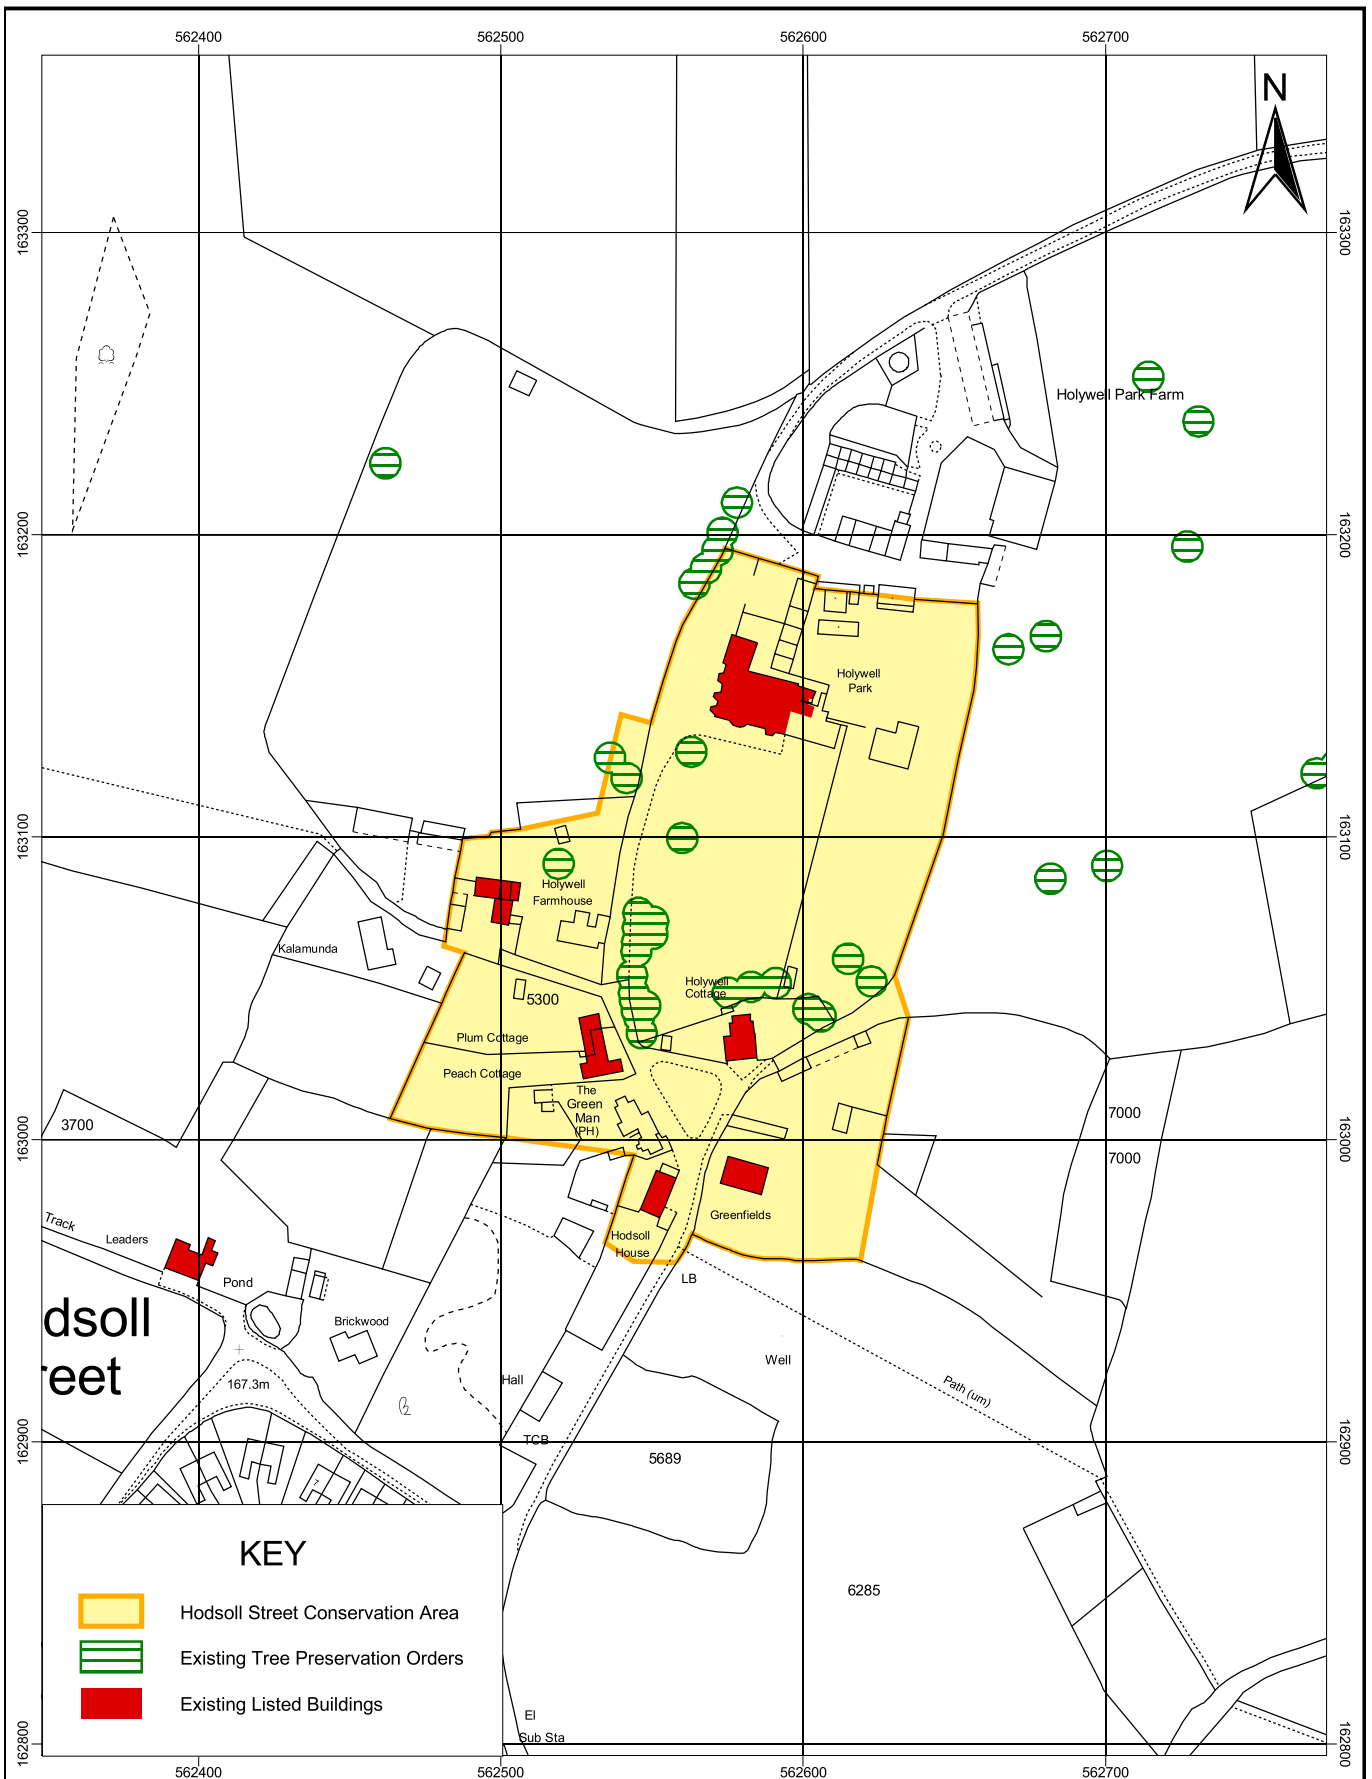 562400
562500
562600
562700
N
163300
163300
Holywell Park Farm
163200
163200
Holywell
Park
163100
163100
Holywell
Farmhouse
Kalamunda
Holywell
Cottage
5300
Plum Cottage
Peach Cottage
The
Green
Man
(PH)
3700
7000
163000
163000
7000
Greenfields
Track
Leaders
Hodsoll
House
LB
Pond
dsoll
Brickwood
reet
Well
167.3m
Hall
Path (um)
162900
162900
TCB
5689
7
KEY
Hodsoll Street Conservation Area
6285
Existing Tree Preservation Orders
Existing Listed Buildings
El
Sub Sta
162800
162800
562400
562500
562600
562700